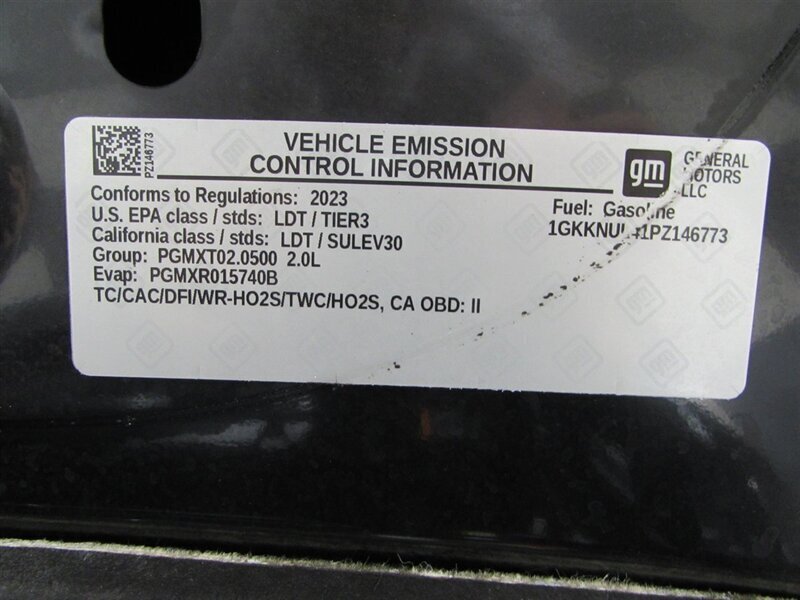 PZ146773
VEHICLE EMISSION
CONTROL INFORMATION
gm
GENERAL
MOTORS
LLC
Conforms to Regulations: 2023
U.S. EPA class / stds: LDT / TIER3
California class / stds: LDT / SULEV30
Group: PGMXT02.0500 2.0L
Evap: PGMXR015740B
TC/CAC/DFI/WR-HO2S/TWC/HO2S, CA OBD: II
Fuel: Gasoline